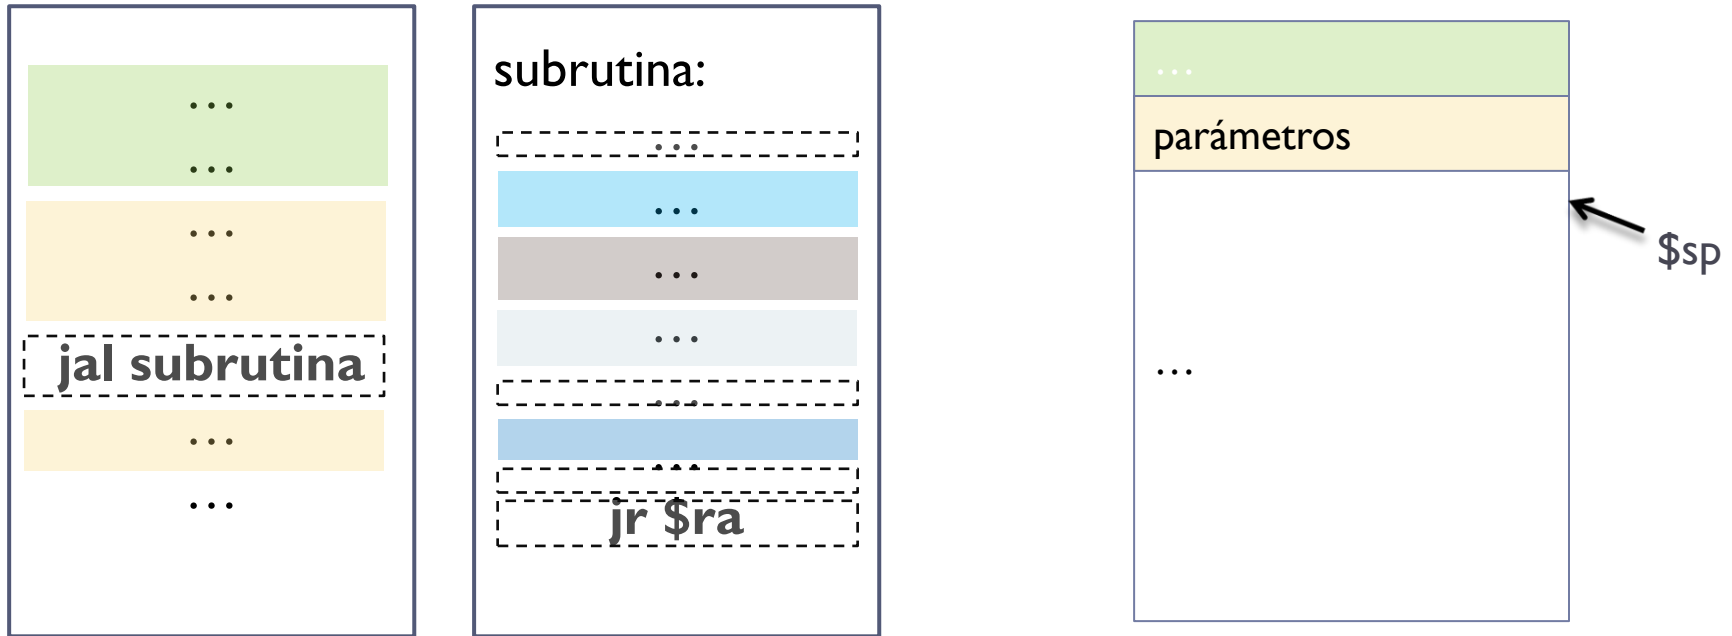 …
…
…
…
jal subrutina
…
…
subrutina:
…
…
…
…
…
…
jr $ra
…
parámetros
$sp
…